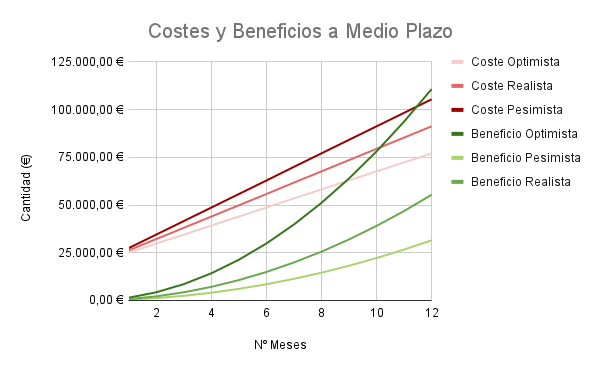 Costes y Beneficios a Medio Plazo
125.000,00 €
100.000,00 €
75.000,00 €
50.000,00 €
25.000,00 €
0,00 €
Cantidad (€)
2
4
6
8
10
12
Nº Meses
Coste Optimista
Coste Realista
Coste Pesimista
Beneficio Optimista
Beneficio Pesimista
Beneficio Realista